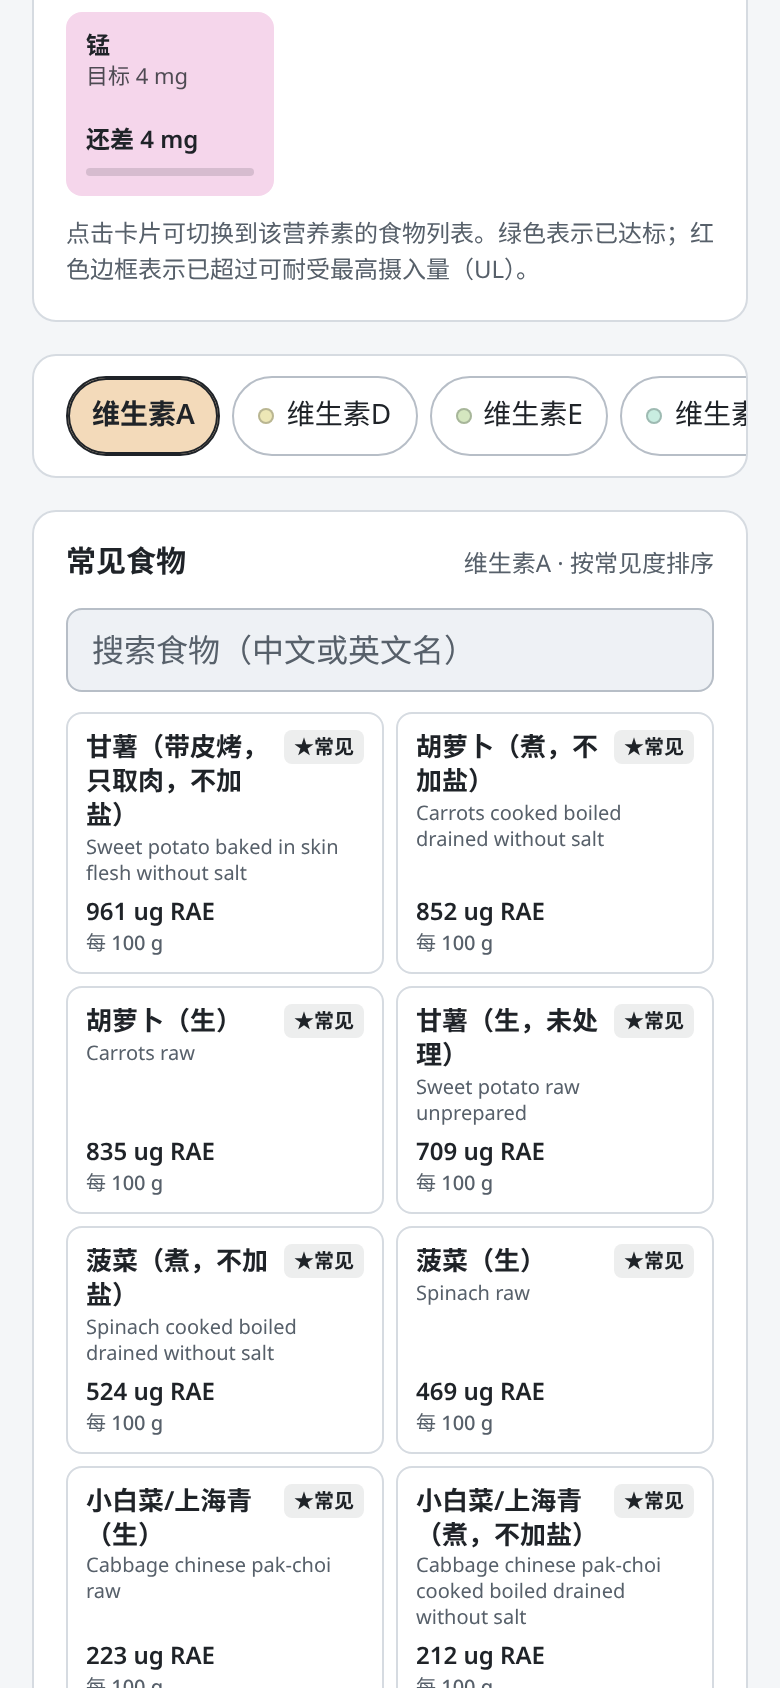 锰
目标 4 mg
还差 4 mg
点击卡片可切换到该营养素的食物列表。绿色表示已达标；红
色边框表示已超过可耐受最高摄入量（UL）。
维生素A
维生素D
维生素E
维生素
常见食物
维生素A · 按常见度排序
搜索食物（中文或英文名）
甘薯（带皮烤，
只取肉，不加
盐）
★常见
Sweet potato baked in skin
flesh without salt
961 ug RAE
每 100 g
胡萝卜（煮，不
加盐）
★常见
Carrots cooked boiled
drained without salt
852 ug RAE
每 100 g
胡萝卜（生）
★常见
Carrots raw
835 ug RAE
每 100 g
甘薯（生，未处
理）
★常见
Sweet potato raw
unprepared
709 ug RAE
每 100 g
菠菜（煮，不加
盐）
★常见
Spinach cooked boiled
drained without salt
524 ug RAE
每 100 g
菠菜（生）
★常见
Spinach raw
469 ug RAE
每 100 g
小白菜/上海青
（生）
★常见
Cabbage chinese pak-choi
raw
223 ug RAE
每 100 g
小白菜/上海青
（煮，不加盐）
★常见
Cabbage chinese pak-choi
cooked boiled drained
without salt
212 ug RAE
每 100 g